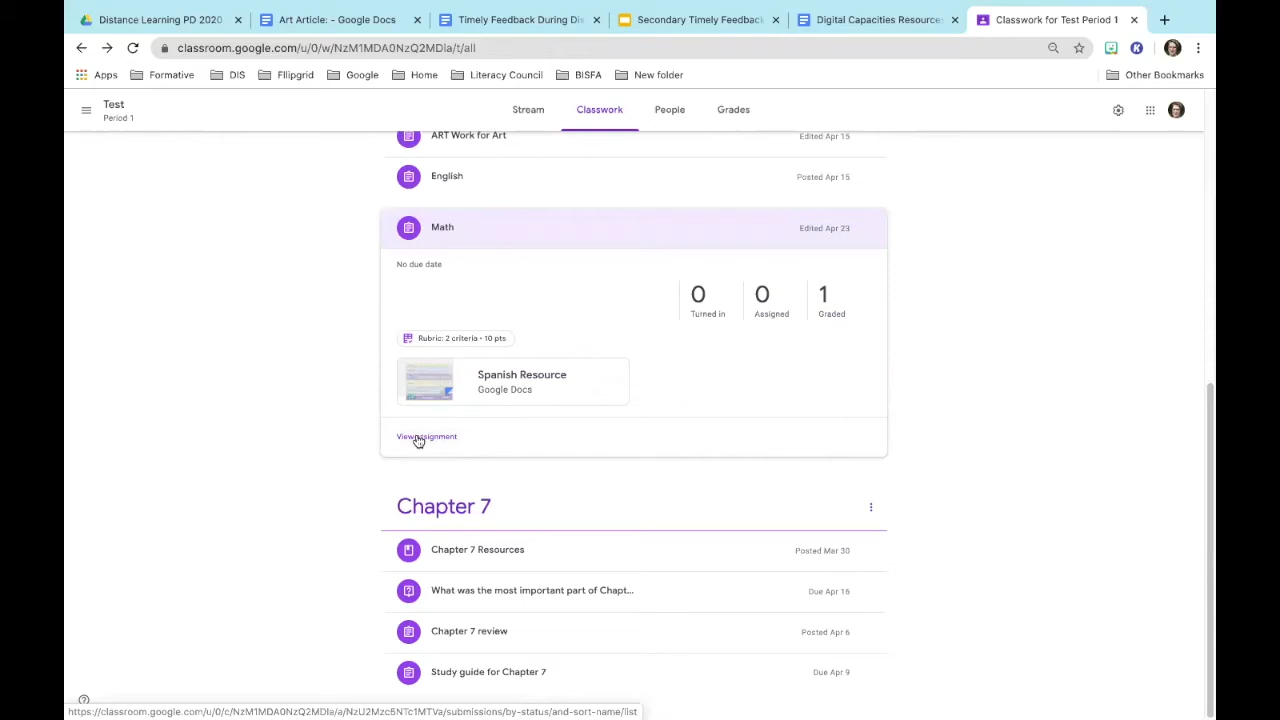 Distance Learning PD 2020
Art Article: - Google Docs
Timely Feedback During Di
Secondary Timely Feedback
Digital Capacities Resources
Classwork for Test Period 1
classroom.google.com/u/0/w/NzM1MDA0NzQ2MDla/t/all
Apps
Formative
DIS
Flipgrid
Google
Home
Literacy Council
BISFA
New folder
Other Bookmarks
Test
Period 1
Stream
Classwork
People
Grades
ART Work for Art
Edited Apr 15
English
Posted Apr 15
Math
Edited Apr 23
No due date
0
Turned in
0
Assigned
1
Graded
Rubric: 2 criteria • 10 pts
Spanish Resource
Google Docs
View assignment
Chapter 7
Chapter 7 Resources
Posted Mar 30
What was the most important part of Chapt...
Due Apr 16
Chapter 7 review
Posted Apr 6
Study guide for Chapter 7
Due Apr 9
https://classroom.google.com/u/0/c/NzM1MDA0NzQ2MDla/a/NzU2Mzc5NTc1MTVa/submissions/by-status/and-sort-name/list